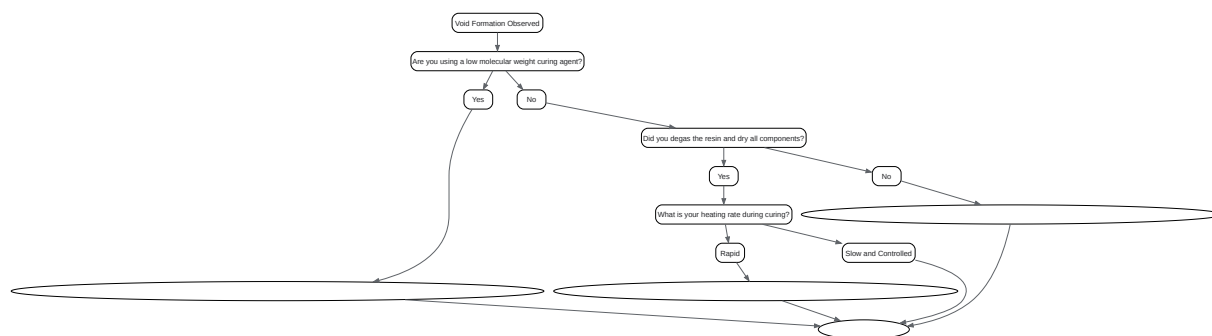 Void Formation Observed
Are you using a low molecular weight curing agent?
Yes
No
Did you degas the resin and dry all components?
Yes
No
What is your heating rate during curing?
Rapid
Slow and Controlled